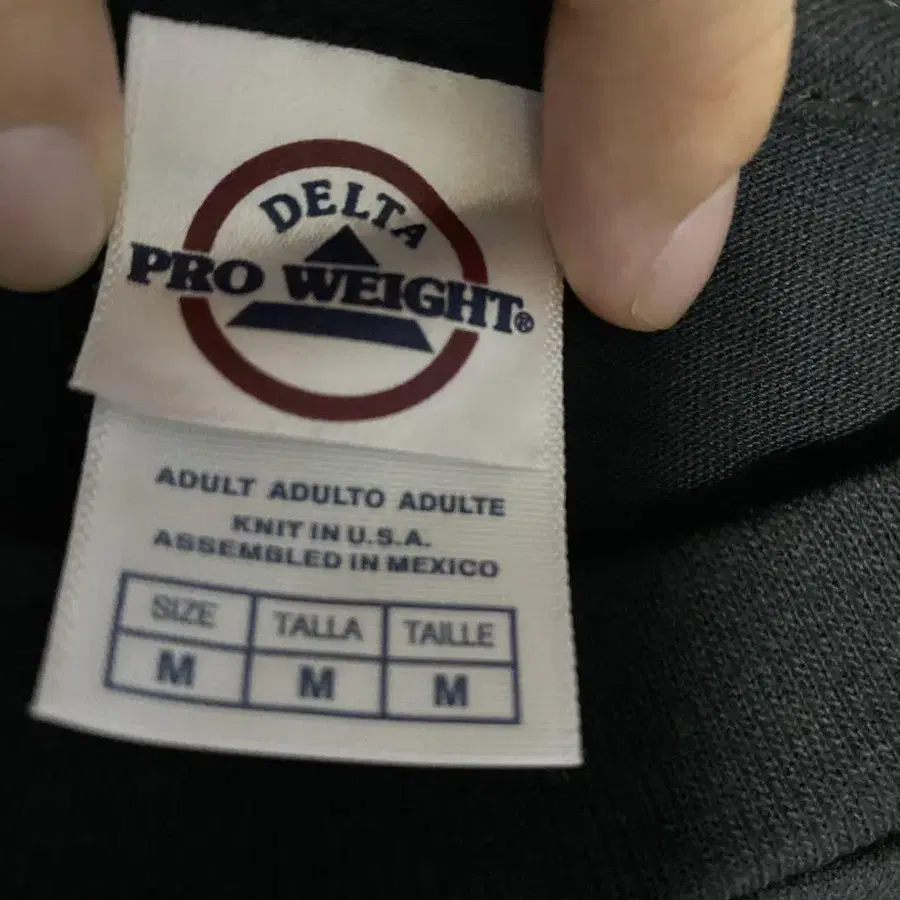 DELTA
PRO WEIGHT®
ADULT ADULTO ADULTE
KNIT IN U.S.A.
ASSEMBLED IN MEXICO
SIZE TALLA TAILLE
M M M